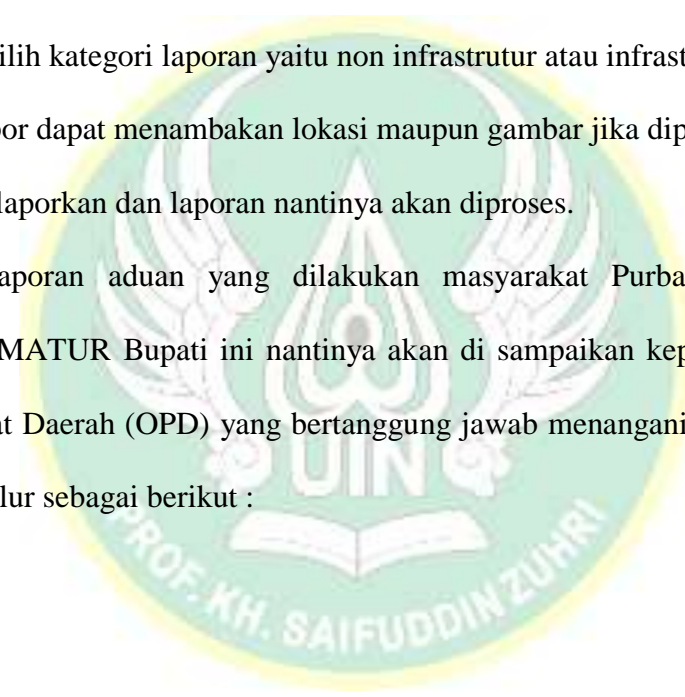 ilih kategori laporan yaitu non infrastrutur atau infrast
or dapat menambakan lokasi maupun gambar jika dip
laporkan dan laporan nantinya akan diproses.
aporan aduan yang dilakukan masyarakat Purba
MATUR Bupati ini nantinya akan di sampaikan kep
at Daerah (OPD) yang bertanggung jawab menangani
lur sebagai berikut :
UIN
PROF. KH. SAIFUDDIN ZUHRI